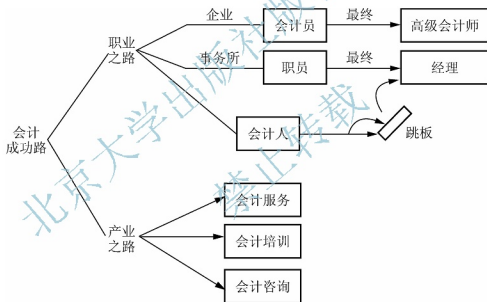 企业
会计员
最终
高级会计师
职业
之路
事务所
职员
最终
经理
会计
成功路
会计人
跳板
会计服务
产业
之路
会计培训
会计咨询
北京大学出版社版
禁止转载